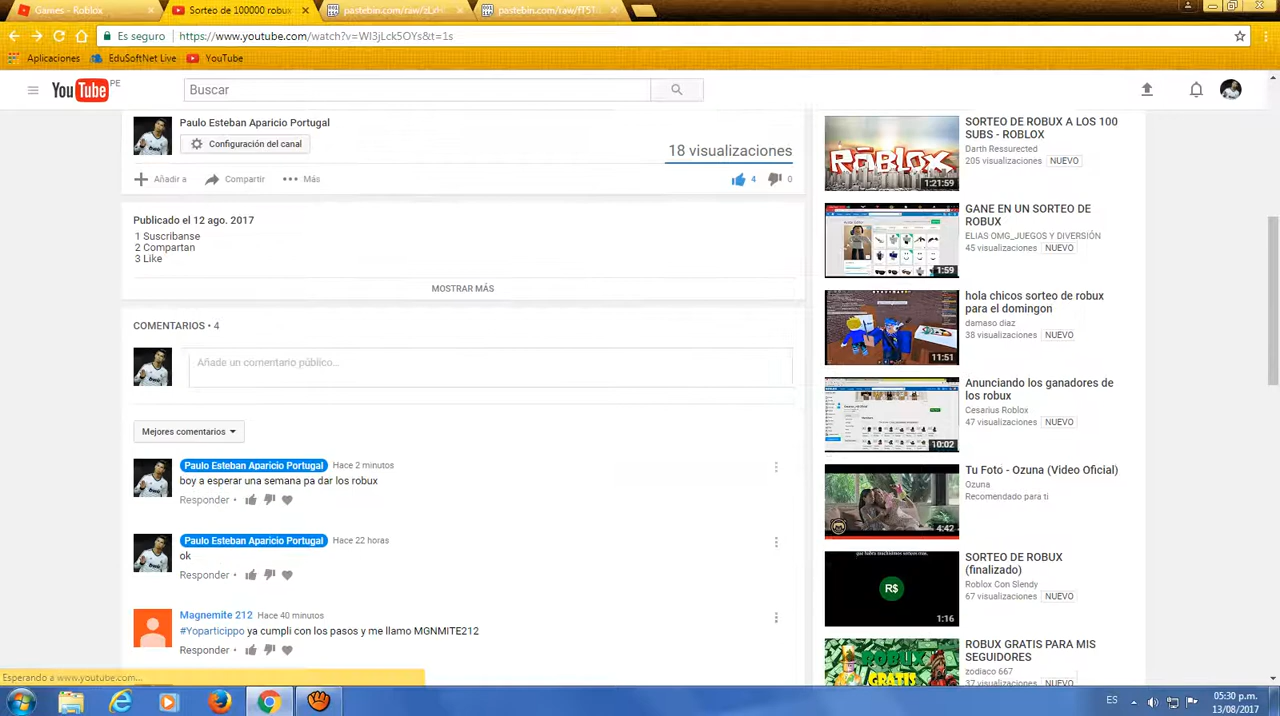 Games - Roblox
Sorteo de 100000 robux
pastebin.com/raw/zLrH
pastebin.com/raw/fT5Ti
Es seguro
https://www.youtube.com/watch?v=WI3jLck5OYs&t=1s
Aplicaciones
EduSoftNet Live
YouTube
YouTube PE
Buscar
Paulo Esteban Aparicio Portugal
Configuración del canal
18 visualizaciones
Añadir a
Compartir
Más
4
0
Publicado el 12 ago. 2017
1 Suscribanse
2 Compartan
3 Like
MOSTRAR MÁS
COMENTARIOS • 4
Añade un comentario público...
Mejores comentarios
Paulo Esteban Aparicio Portugal Hace 2 minutos
boy a esperar una semana pa dar los robux
Responder •
Paulo Esteban Aparicio Portugal Hace 22 horas
ok
Responder •
Magnemite 212 Hace 40 minutos
#Yoparticippo ya cumpli con los pasos y me llamo MGNMITE212
Responder •
ROBLOX
1:21:59
SORTEO DE ROBUX A LOS 100
SUBS - ROBLOX
Darth Ressurected
205 visualizaciones NUEVO
1:59
GANE EN UN SORTEO DE
ROBUX
ELIAS OMG_JUEGOS Y DIVERSIÓN
45 visualizaciones NUEVO
11:51
hola chicos sorteo de robux
para el domingon
damaso diaz
38 visualizaciones NUEVO
10:02
Anunciando los ganadores de
los robux
Cesarius Roblox
47 visualizaciones NUEVO
4:42
Tu Foto - Ozuna (Video Oficial)
Ozuna
Recomendado para ti
R$
1:16
SORTEO DE ROBUX
(finalizado)
Roblox Con Slendy
67 visualizaciones NUEVO
ROBUX
GRATIS
ROBUX GRATIS PARA MIS
SEGUIDORES
zodiaco 667
37 visualizaciones NUEVO
Esperando a www.youtube.com...
ES
05:30 p.m.
13/08/2017